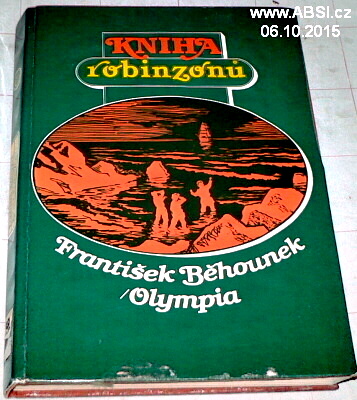 www.ABSI.cz
06.10.2015
KNIHA
robinzonů
František Běhounek
/Olympia